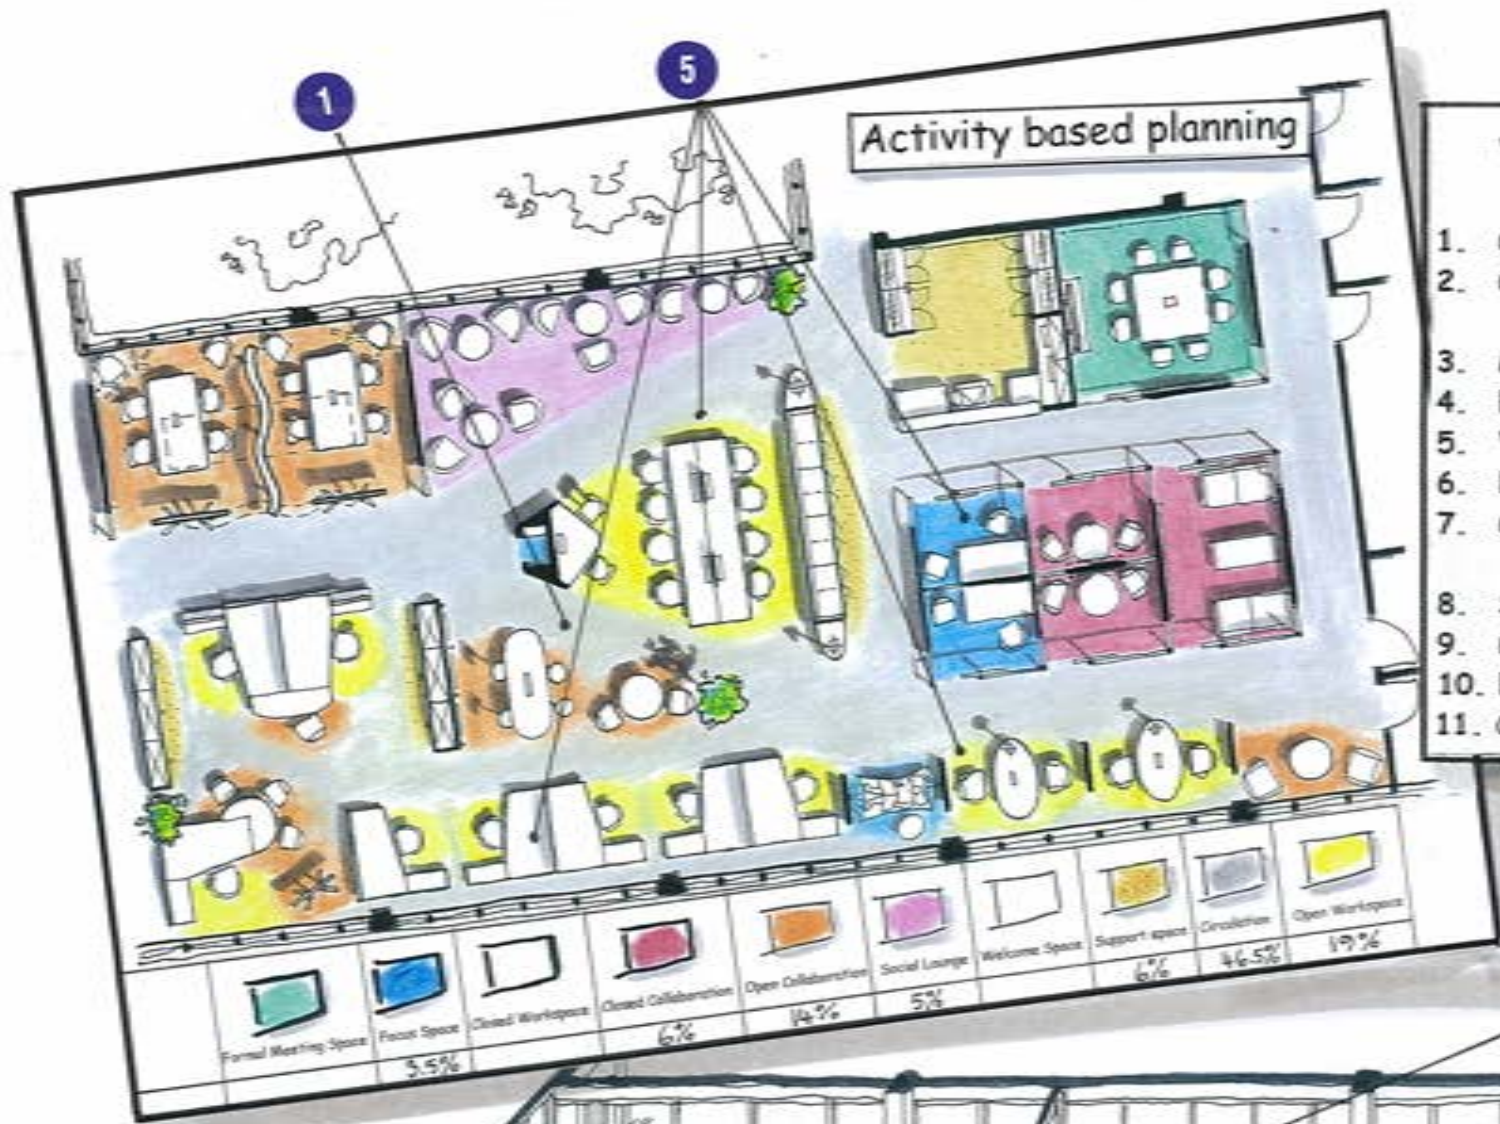 1
5
Activity based planning
1.
2.
3.
4.
5.
6.
7.
8.
9.
10.
11.
Formal Meeting Space
Focus Space
Closed Workspace
Closed Collaboration
Open Collaboration
Social Lounge
Welcome Space
Support space
Circulation
Open Workspace
3.5%
6%
14%
5%
6%
46.5%
19%